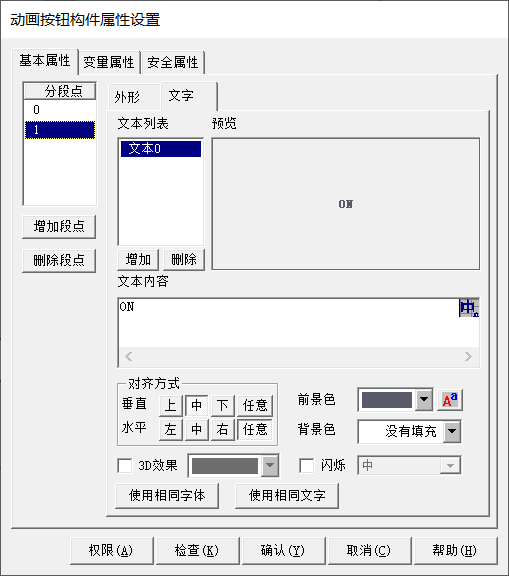 动画按钮构件属性设置
基本属性 变量属性 安全属性
分段点
0
1
增加段点
删除段点
外形 文字
文本列表 预览
文本0
ON
增加 删除
文本内容
ON
中
对齐方式
垂直 上 中 下 任意
水平 左 中 右 任意
前景色 Aa
背景色 没有填充
3D效果 闪烁 中
使用相同字体 使用相同文字
权限(A) 检查(K) 确认(Y) 取消(C) 帮助(H)